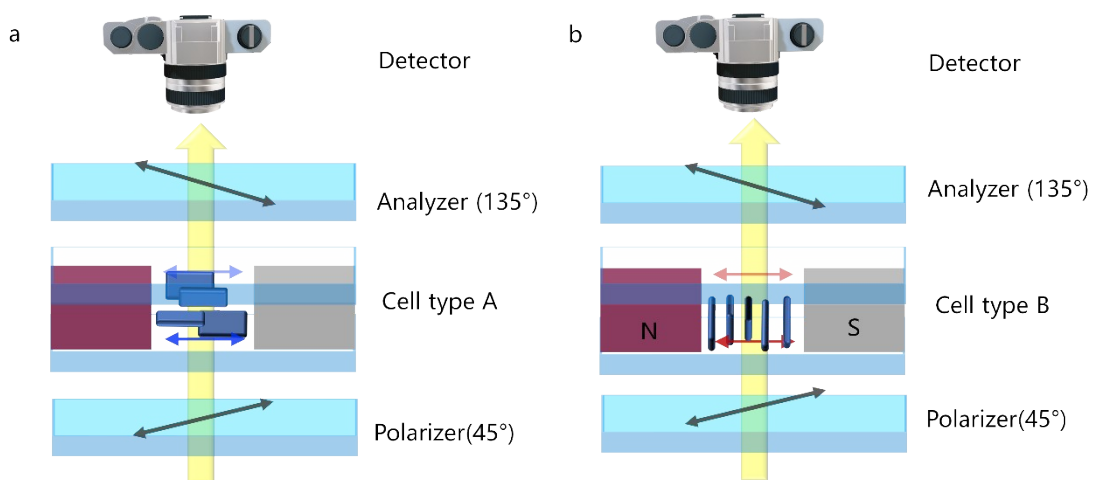 a
Detector
Analyzer (135°)
Cell type A
Polarizer(45°)
b
Detector
Analyzer (135°)
Cell type B
N
S
Polarizer(45°)